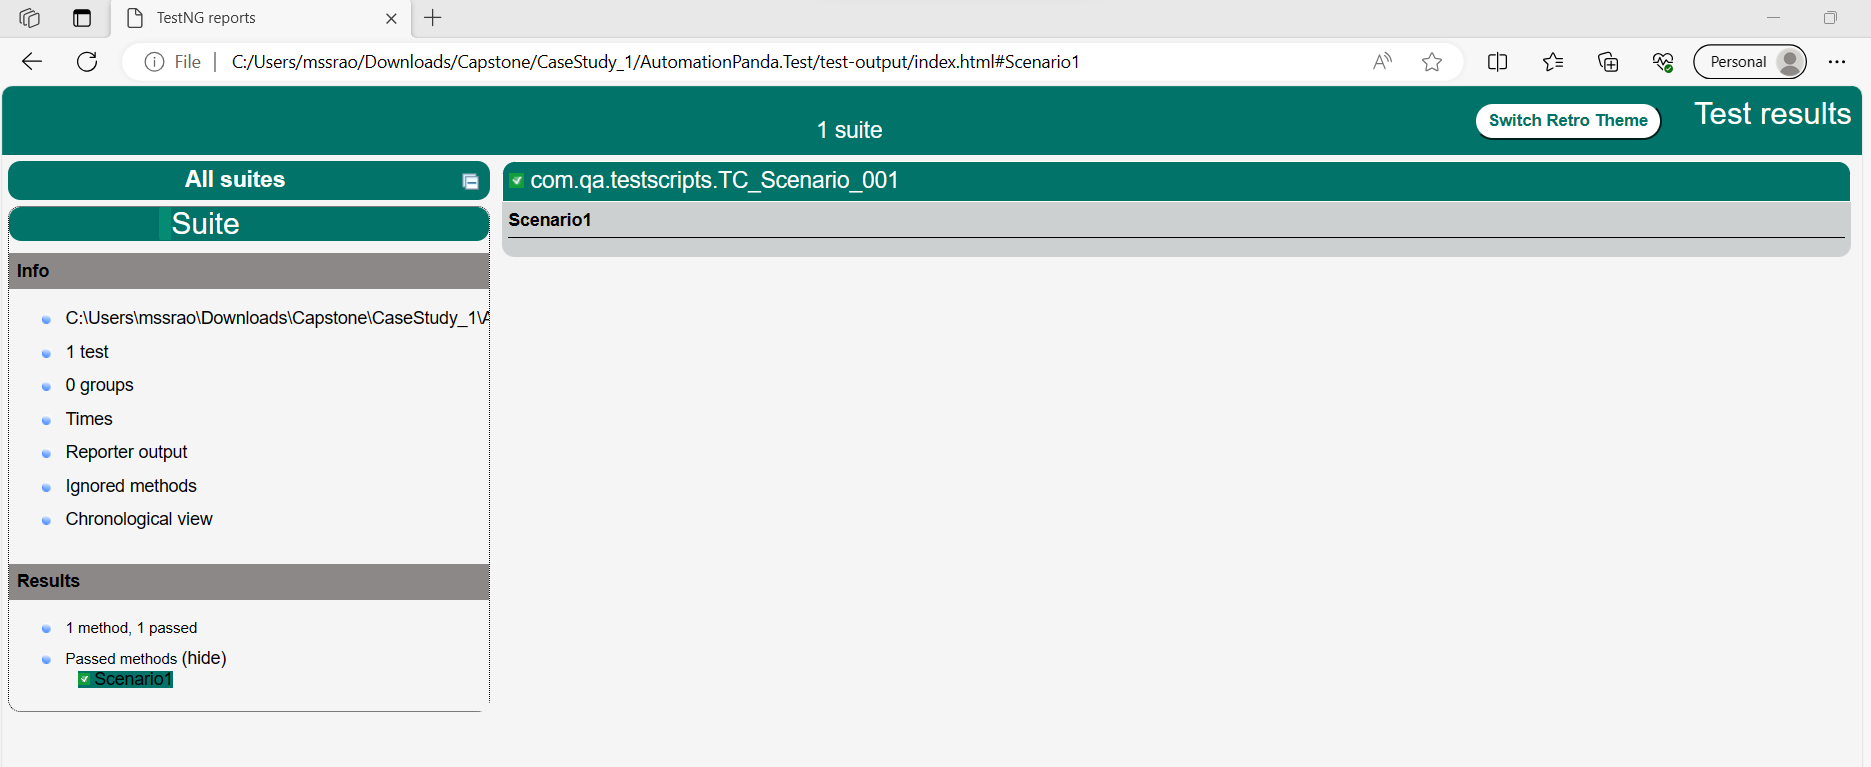 TestNG reports
File
C:/Users/mssrao/Downloads/Capstone/CaseStudy_1/AutomationPanda.Test/test-output/index.html#Scenario1
Personal
1 suite
Switch Retro Theme
Test results
All suites
Suite
Info
C:\Users\mssrao\Downloads\Capstone\CaseStudy_1\A
1 test
0 groups
Times
Reporter output
Ignored methods
Chronological view
Results
1 method, 1 passed
Passed methods (hide)
Scenario1
com.qa.testscripts.TC_Scenario_001
Scenario1